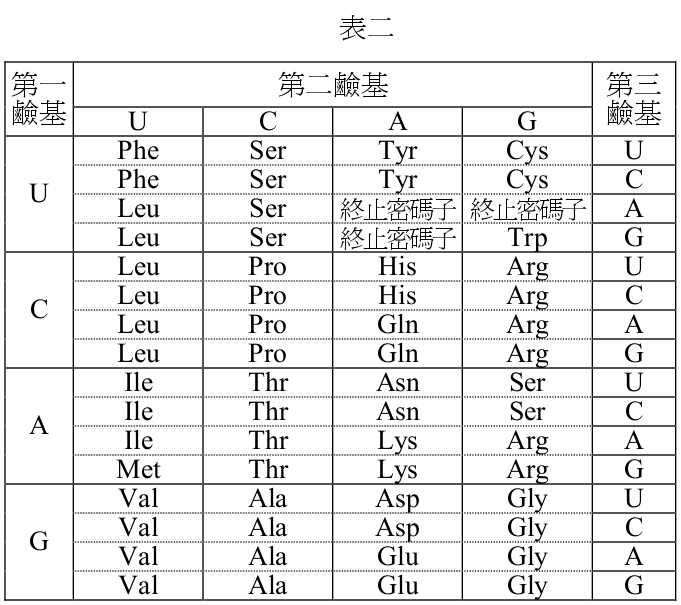 表二
第一鹼基 第二鹼基 第三鹼基
U C A G
U Phe Ser Tyr Cys U
Phe Ser Tyr Cys C
Leu Ser 終止密碼子 終止密碼子 A
Leu Ser 終止密碼子 Trp G
C Leu Pro His Arg U
Leu Pro His Arg C
Leu Pro Gln Arg A
Leu Pro Gln Arg G
A Ile Thr Asn Ser U
Ile Thr Asn Ser C
Ile Thr Lys Arg A
Met Thr Lys Arg G
G Val Ala Asp Gly U
Val Ala Asp Gly C
Val Ala Glu Gly A
Val Ala Glu Gly G